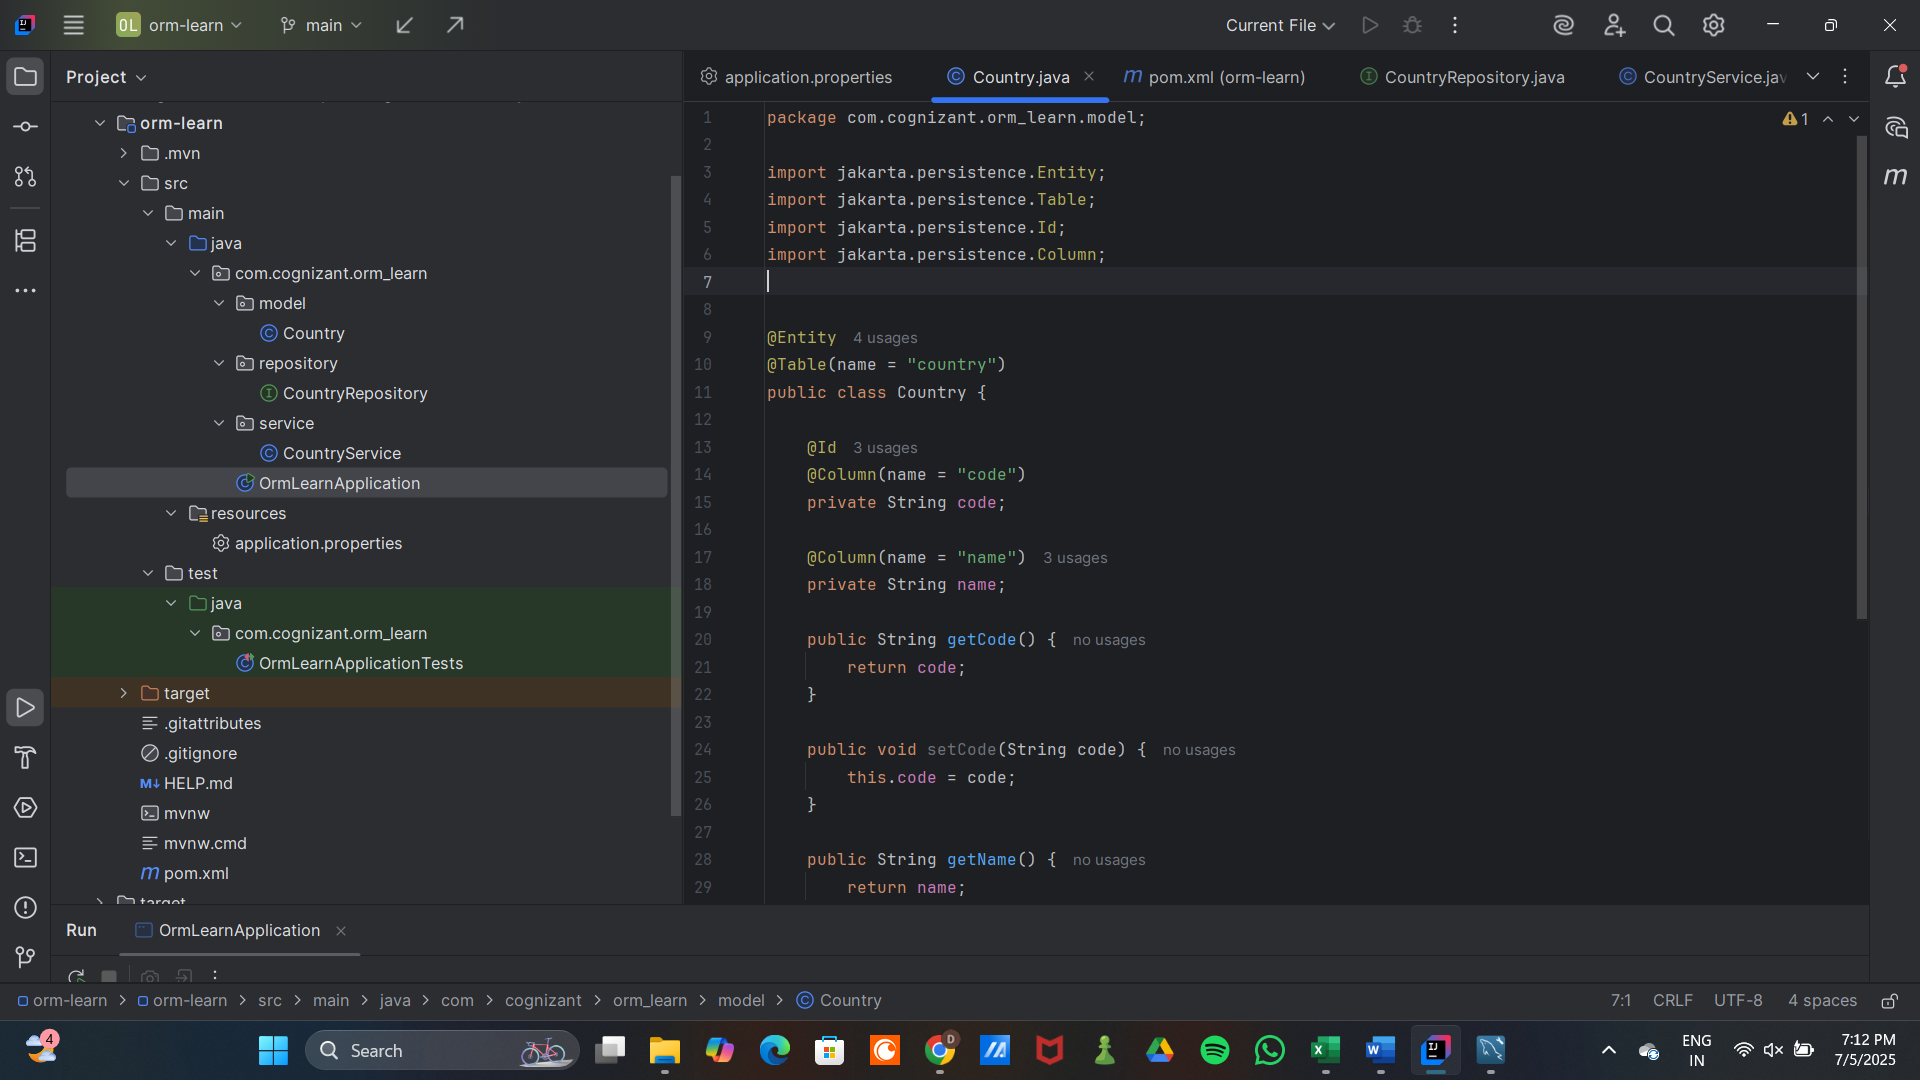 OL orm-learn main Current File
Project
application.properties Country.java pom.xml (orm-learn) CountryRepository.java CountryService.jav
orm-learn
.mvn
src
main
java
com.cognizant.orm_learn
model
Country
repository
CountryRepository
service
CountryService
OrmLearnApplication
resources
application.properties
test
java
com.cognizant.orm_learn
OrmLearnApplicationTests
target
.gitattributes
.gitignore
HELP.md
mvnw
mvnw.cmd
pom.xml
target
1 package com.cognizant.orm_learn.model;
2
3 import jakarta.persistence.Entity;
4 import jakarta.persistence.Table;
5 import jakarta.persistence.Id;
6 import jakarta.persistence.Column;
7
8
9 @Entity 4 usages
10 @Table(name = "country")
11 public class Country {
12
13 @Id 3 usages
14 @Column(name = "code")
15 private String code;
16
17 @Column(name = "name") 3 usages
18 private String name;
19
20 public String getCode() { no usages
21 return code;
22 }
23
24 public void setCode(String code) { no usages
25 this.code = code;
26 }
27
28 public String getName() { no usages
29 return name;
1
Run OrmLearnApplication
orm-learn > orm-learn > src > main > java > com > cognizant > orm_learn > model > Country 7:1 CRLF UTF-8 4 spaces
4 Search ENG 7:12 PM
IN 7/5/2025